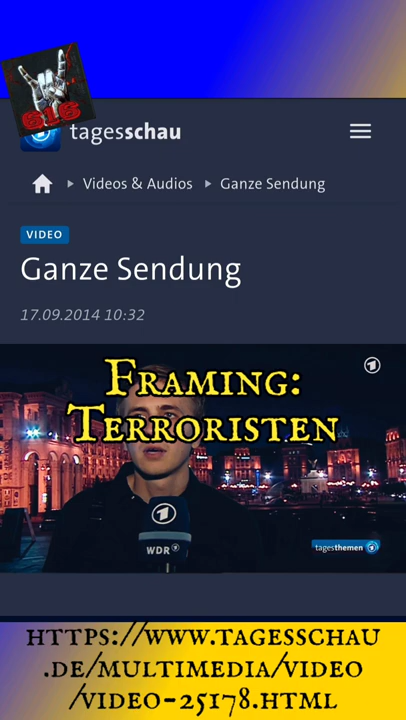 616
tagesschau
Videos & Audios
Ganze Sendung
VIDEO
Ganze Sendung
17.09.2014 10:32
Framing:
Terroristen
WDR
tagesthemen
https://www.tagesschau
.de/multimedia/video
/video-25178.html